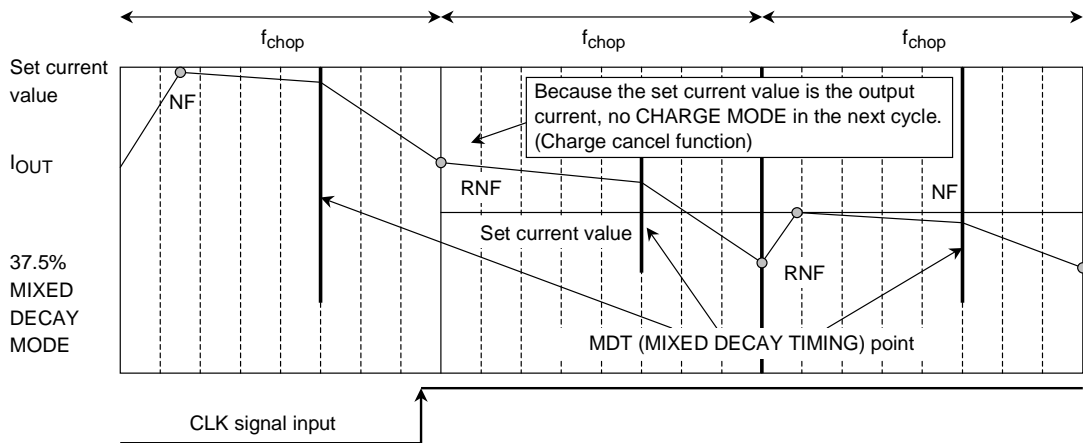 fchop
fchop
fchop
Set current
value
NF
Because the set current value is the output
current, no CHARGE MODE in the next cycle.
(Charge cancel function)
IOUT
RNF
NF
Set current value
37.5%
MIXED
DECAY
MODE
RNF
MDT (MIXED DECAY TIMING) point
CLK signal input